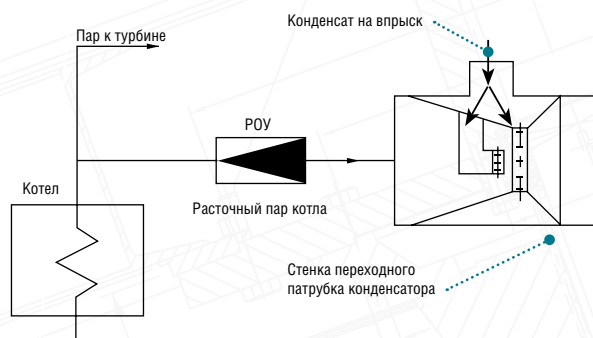 Конденсат на впрыск
Пар к турбине
РОУ
Котел
Расточный пар котла
Стенка переходного
патрубка конденсатора